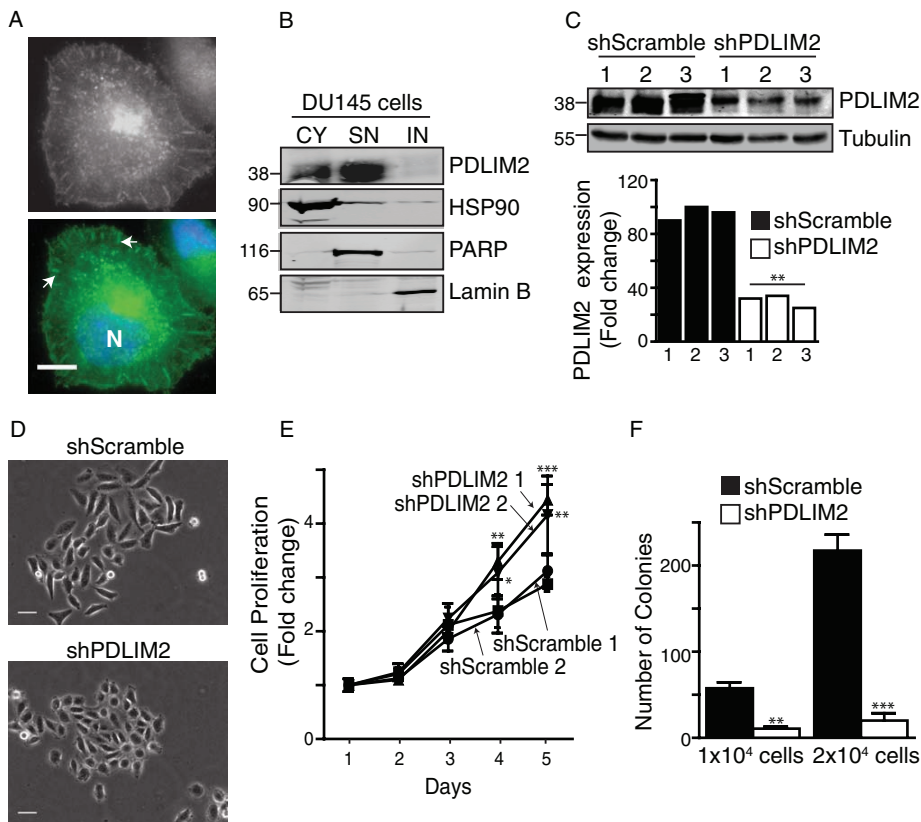 A
N
B
DU145 cells
CY SN IN
38 PDLIM2
90 HSP90
116 PARP
65 Lamin B
C
shScramble shPDLIM2
1 2 3 1 2 3
38 PDLIM2
55 Tubulin
PDLIM2 expression
(Fold change)
120
80
40
0
shScramble
shPDLIM2
**
1 2 3 1 2 3
D
shScramble
shPDLIM2
E
Cell Proliferation
(Fold change)
4
2
0
shPDLIM2 1
shPDLIM2 2
***
**
**
*
shScramble 1
shScramble 2
1 2 3 4 5
Days
F
shScramble
shPDLIM2
Number of Colonies
200
100
50
0
**
***
1x10⁴ cells 2x10⁴ cells